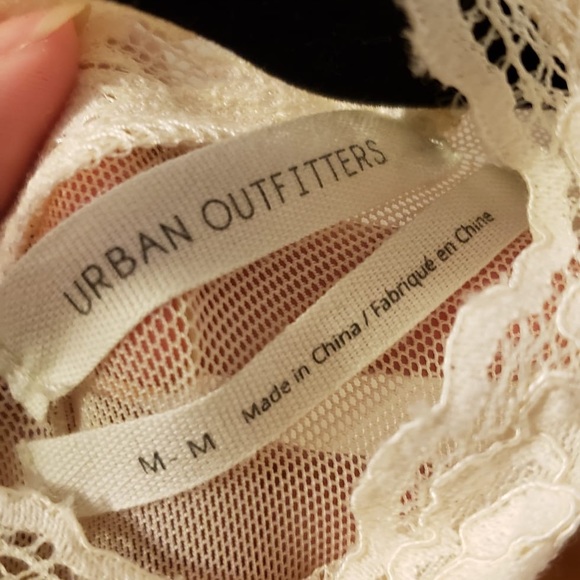 URBAN OUTFITTERS
M- M Made in China / Fabriqué en Chine